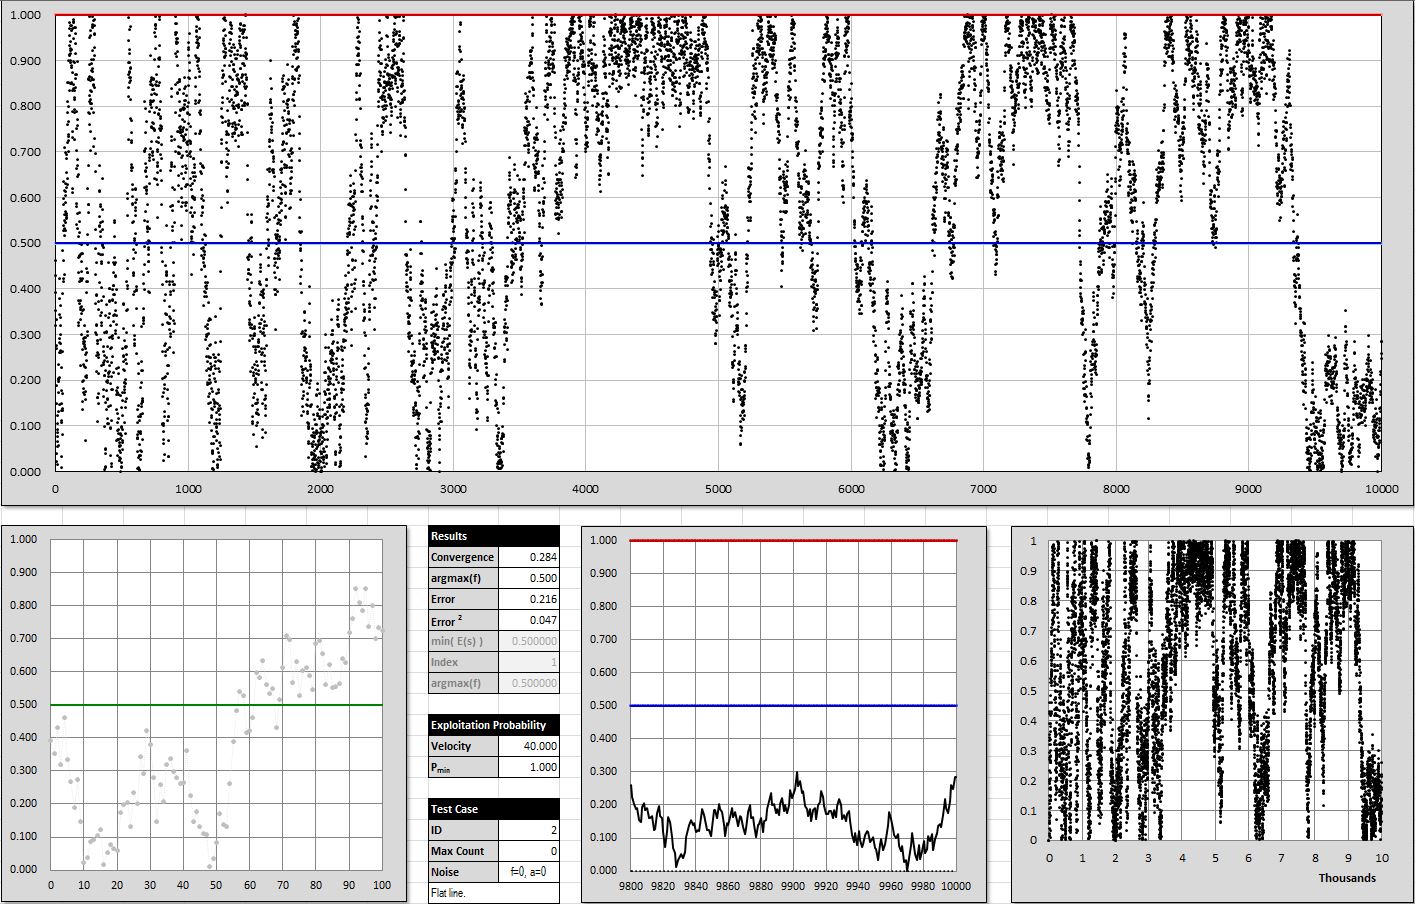 1.000
0.900
0.800
0.700
0.600
0.500
0.400
0.300
0.200
0.100
0.000
0 1000 2000 3000 4000 5000 6000 7000 8000 9000 10000
1.000
0.900
0.800
0.700
0.600
0.500
0.400
0.300
0.200
0.100
0.000
0 10 20 30 40 50 60 70 80 90 100
Results
Convergence 0.284
argmax(f) 0.500
Error 0.216
Error 2 0.047
min( E(s) ) 0.500000
Index 1
argmax(f) 0.500000
Exploitation Probability
Velocity 40.000
Pmin 1.000
Test Case
ID 2
Max Count 0
Noise f=0, a=0
Flat line.
1.000
0.900
0.800
0.700
0.600
0.500
0.400
0.300
0.200
0.100
0.000
9800 9820 9840 9860 9880 9900 9920 9940 9960 9980 10000
1
0.9
0.8
0.7
0.6
0.5
0.4
0.3
0.2
0.1
0
0 1 2 3 4 5 6 7 8 9 10
Thousands